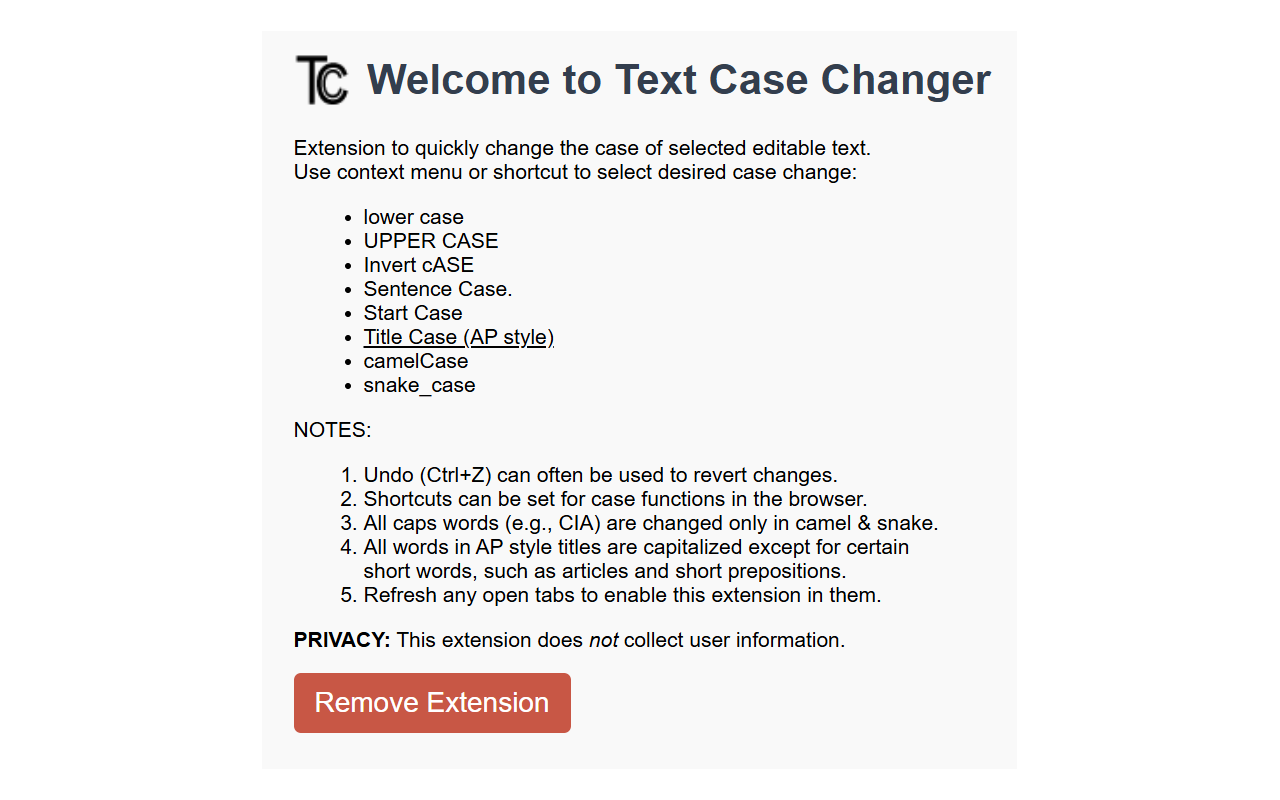 TC Welcome to Text Case Changer
Extension to quickly change the case of selected editable text.
Use context menu or shortcut to select desired case change:
• lower case
• UPPER CASE
• Invert cASE
• Sentence Case.
• Start Case
• Title Case (AP style)
• camelCase
• snake_case
NOTES:
1. Undo (Ctrl+Z) can often be used to revert changes.
2. Shortcuts can be set for case functions in the browser.
3. All caps words (e.g., CIA) are changed only in camel & snake.
4. All words in AP style titles are capitalized except for certain
short words, such as articles and short prepositions.
5. Refresh any open tabs to enable this extension in them.
PRIVACY: This extension does not collect user information.
Remove Extension